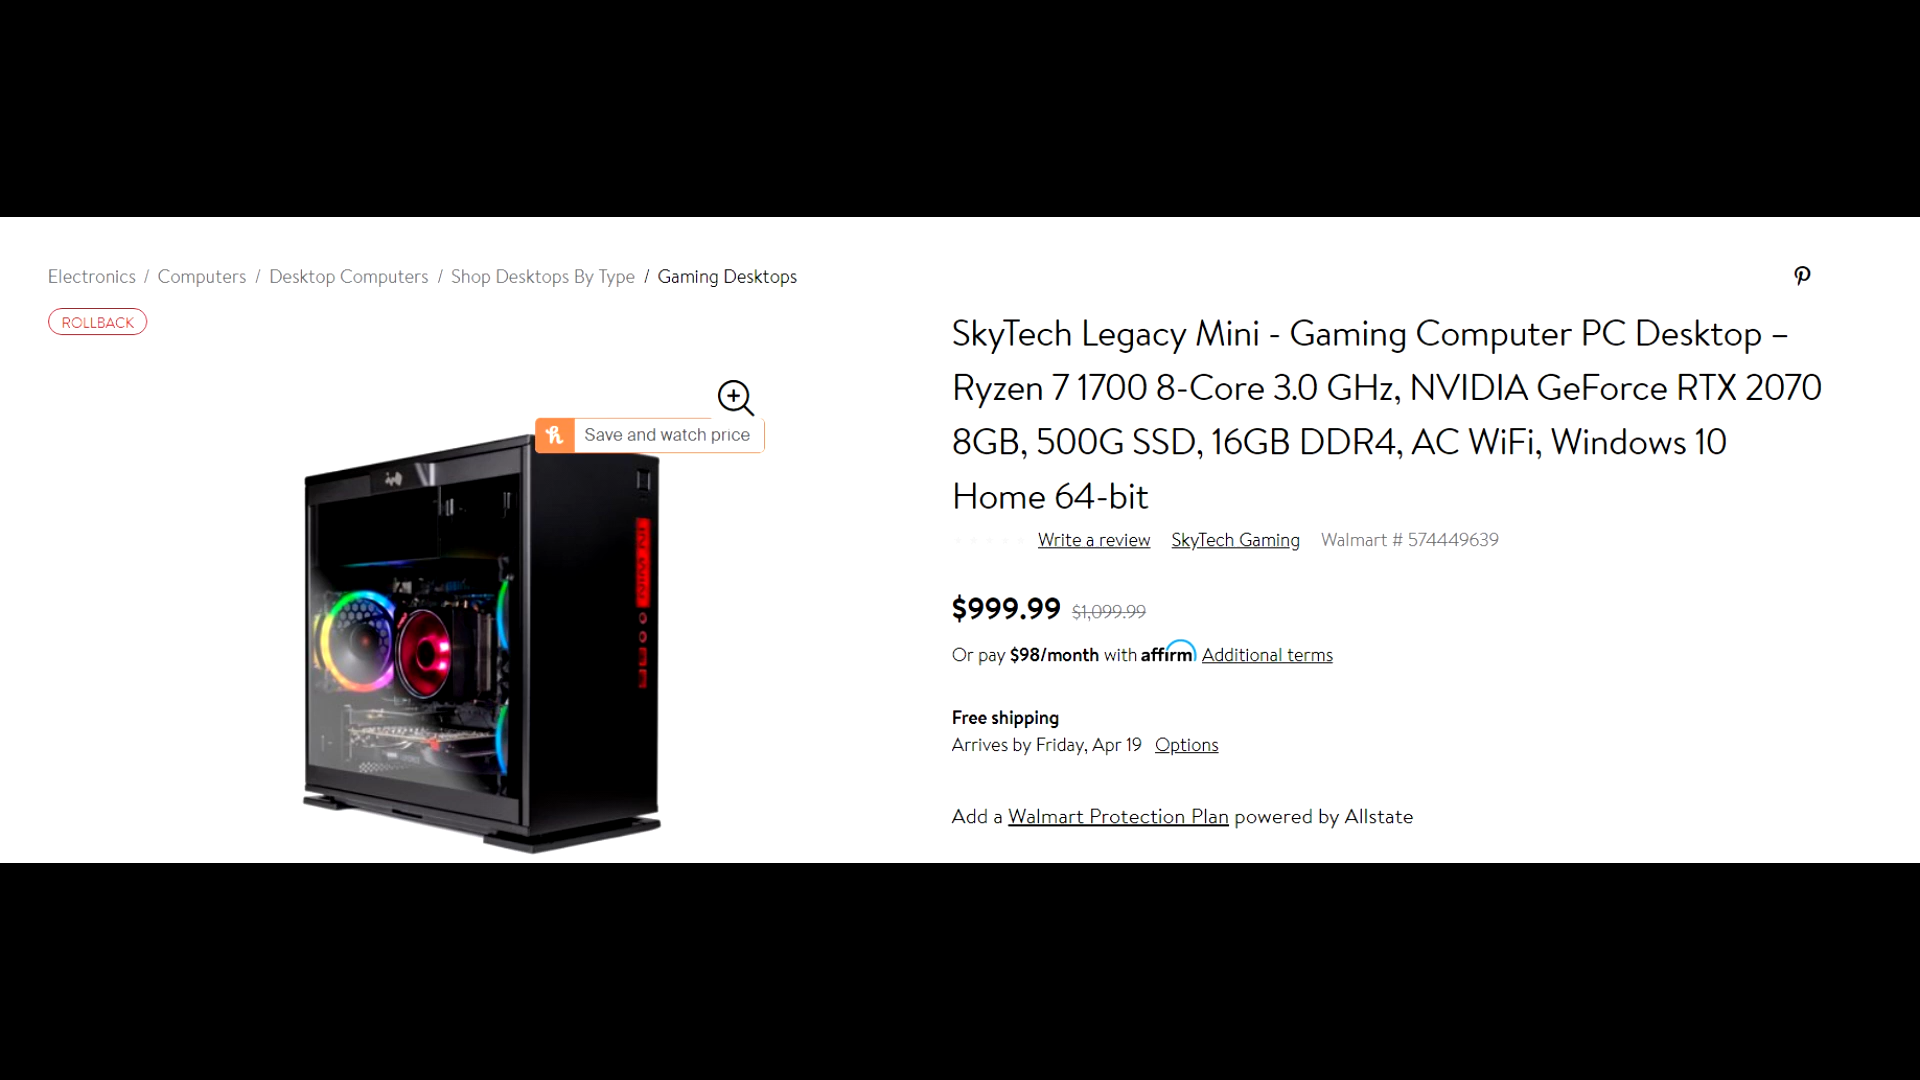 Electronics / Computers / Desktop Computers / Shop Desktops By Type / Gaming Desktops
ROLLBACK
Save and watch price
IN WIN
SkyTech Legacy Mini - Gaming Computer PC Desktop –
Ryzen 7 1700 8-Core 3.0 GHz, NVIDIA GeForce RTX 2070
8GB, 500G SSD, 16GB DDR4, AC WiFi, Windows 10
Home 64-bit
Write a review SkyTech Gaming Walmart # 574449639
$999.99 $1,099.99
Or pay $98/month with affirm Additional terms
Free shipping
Arrives by Friday, Apr 19 Options
Add a Walmart Protection Plan powered by Allstate